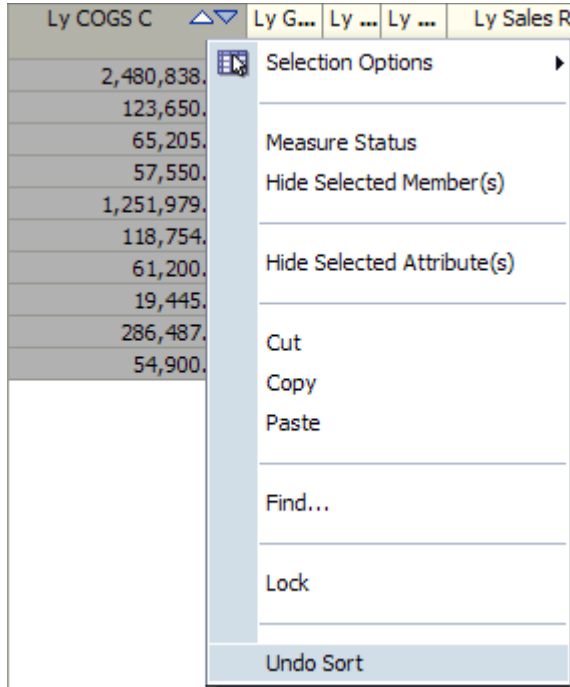 Ly COGS C Ly G... Ly ... Ly ... Ly Sales R
2,480,838.
123,650.
65,205.
57,550.
1,251,979.
118,754.
61,200.
19,445.
286,487.
54,900.
Selection Options
Measure Status
Hide Selected Member(s)
Hide Selected Attribute(s)
Cut
Copy
Paste
Find...
Lock
Undo Sort